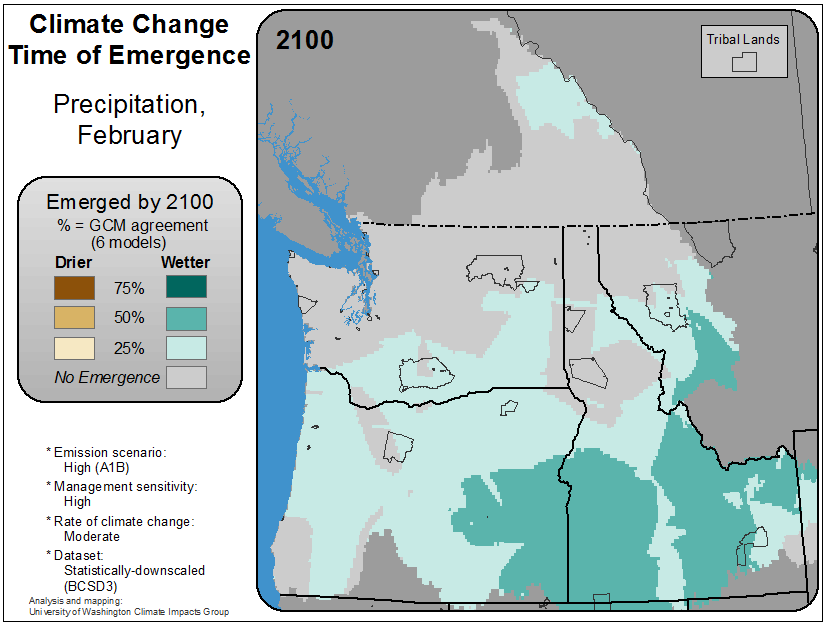 Climate Change
Time of Emergence
Precipitation,
February
Emerged by 2100
% = GCM agreement
(6 models)
Drier Wetter
75%
50%
25%
No Emergence
* Emission scenario:
High (A1B)
* Management sensitivity:
High
* Rate of climate change:
Moderate
* Dataset:
Statistically-downscaled
(BCSD3)
Analysis and mapping:
University of Washington Climate Impacts Group
2100
Tribal Lands